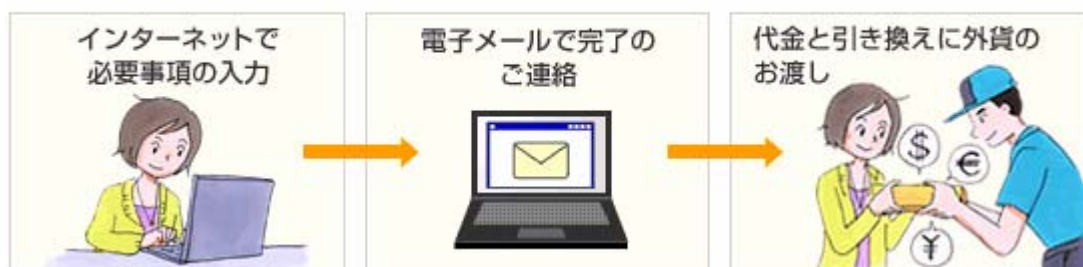 インターネットで
必要事項の入力
電子メールで完了の
ご連絡
代金と引き換えに外貨の
お渡し
$
€
¥